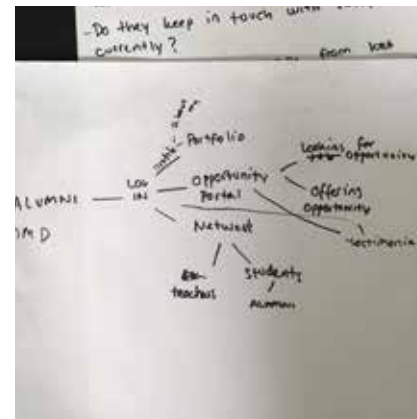 -Do they keep in touch with
currently?
from last
Portfolio
Looking for
Opportunity
LOG
IN
Opportunity
Portal
ALUMNI
Offering
Opportunity
Network
Students
teachers
Alumni